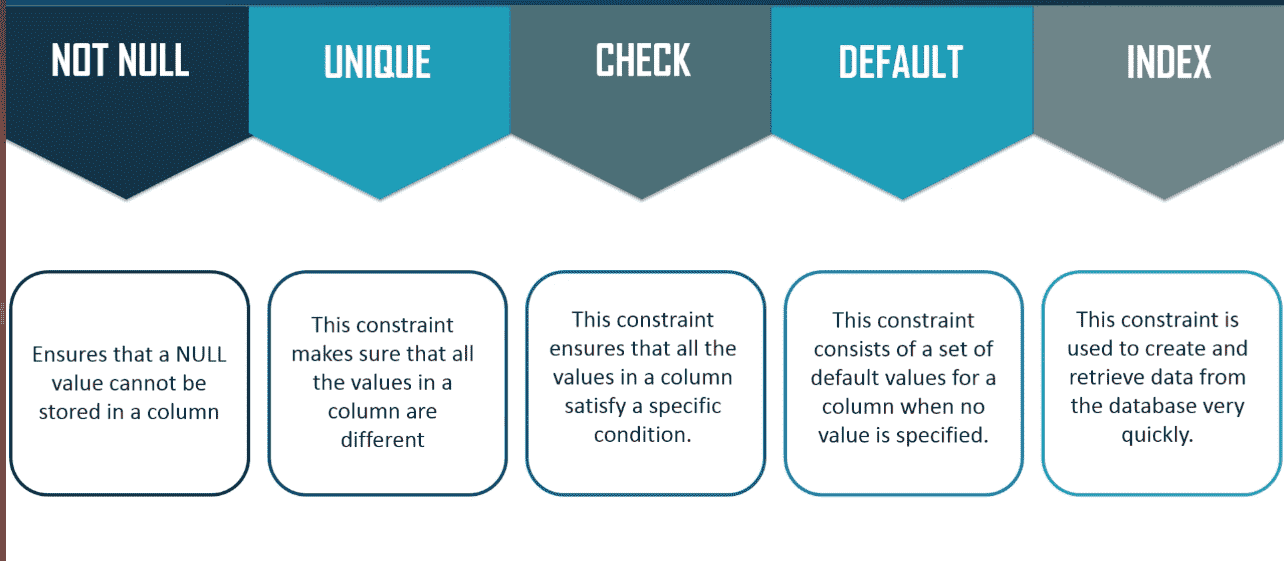 NOT NULL
UNIQUE
CHECK
DEFAULT
INDEX
Ensures that a NULL
value cannot be
stored in a column
This constraint
makes sure that all
the values in a
column are
different
This constraint
ensures that all the
values in a column
satisfy a specific
condition.
This constraint
consists of a set of
default values for a
column when no
value is specified.
This constraint is
used to create and
retrieve data from
the database very
quickly.